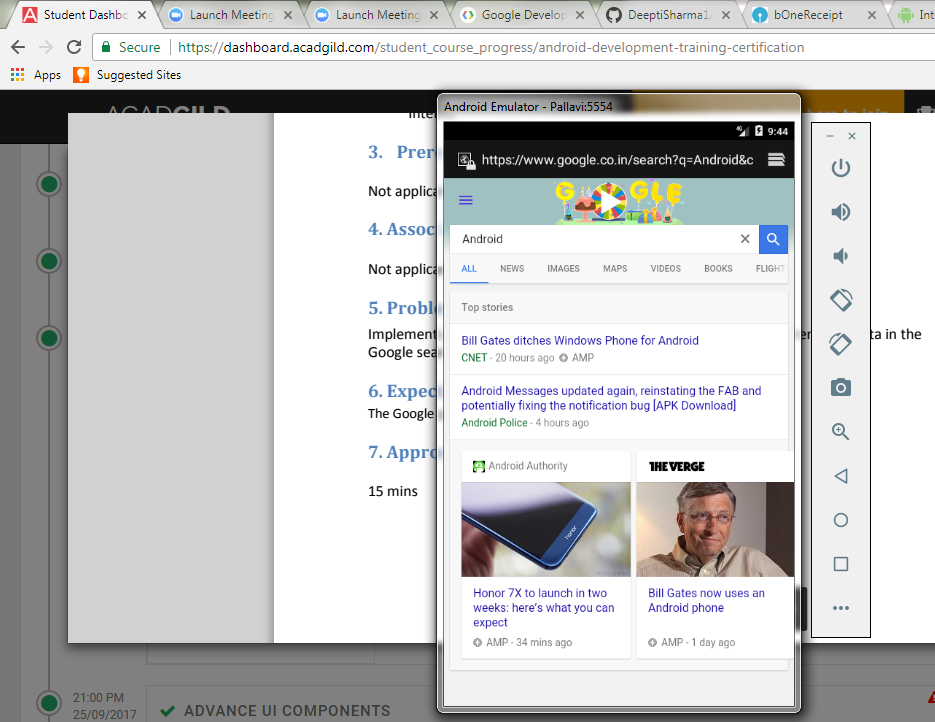 Student Dashbo
Launch Meeting
Launch Meeting
Google Develop
DeeptiSharma1
bOneReceipt
Int
Secure
https://dashboard.acadgild.com/student_course_progress/android-development-training-certification
Apps
Suggested Sites
ACADGILD
Android Emulator - Pallavi:5554
9:44
https://www.google.co.in/search?q=Android&c
GOOGLE
Android
ALL NEWS IMAGES MAPS VIDEOS BOOKS FLIGHT
Top stories
Bill Gates ditches Windows Phone for Android
CNET - 20 hours ago AMP
Android Messages updated again, reinstating the FAB and
potentially fixing the notification bug [APK Download]
Android Police - 4 hours ago
Android Authority
honor
Honor 7X to launch in two
weeks: here's what you can
expect
AMP - 34 mins ago
THE VERGE
Bill Gates now uses an
Android phone
AMP - 1 day ago
3. Prer
Not applica
4. Assoc
Not applica
5. Proble
Implement
ta in the
Google sea
6. Expec
The Google
7. Appro
15 mins
21:00 PM
25/09/2017
ADVANCE UI COMPONENTS